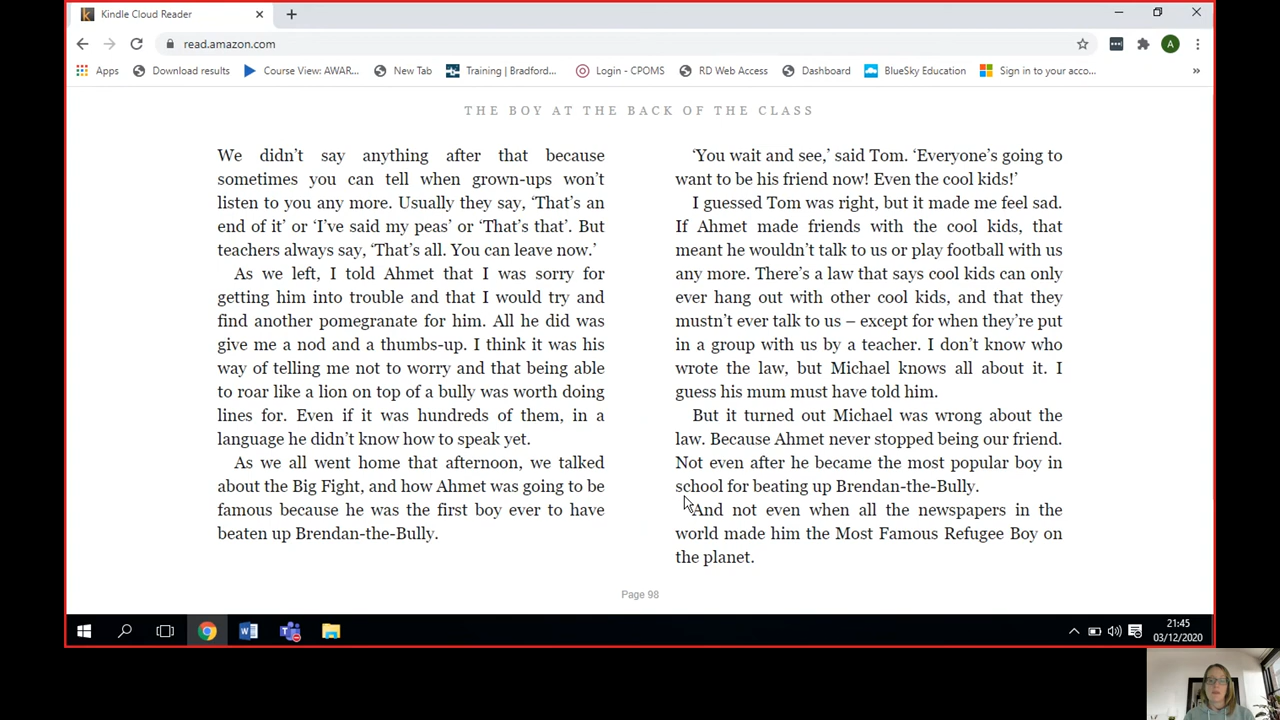 Kindle Cloud Reader
read.amazon.com
A
Apps
Download results
Course View: AWAR...
New Tab
Training | Bradford...
Login - CPOMS
RD Web Access
Dashboard
BlueSky Education
Sign in to your acco...
THE BOY AT THE BACK OF THE CLASS
We didn’t say anything after that because
sometimes you can tell when grown-ups won’t
listen to you any more. Usually they say, ‘That’s an
end of it’ or ‘I’ve said my peas’ or ‘That’s that’. But
teachers always say, ‘That’s all. You can leave now.’
As we left, I told Ahmet that I was sorry for
getting him into trouble and that I would try and
find another pomegranate for him. All he did was
give me a nod and a thumbs-up. I think it was his
way of telling me not to worry and that being able
to roar like a lion on top of a bully was worth doing
lines for. Even if it was hundreds of them, in a
language he didn’t know how to speak yet.
As we all went home that afternoon, we talked
about the Big Fight, and how Ahmet was going to be
famous because he was the first boy ever to have
beaten up Brendan-the-Bully.
‘You wait and see,’ said Tom. ‘Everyone’s going to
want to be his friend now! Even the cool kids!’
I guessed Tom was right, but it made me feel sad.
If Ahmet made friends with the cool kids, that
meant he wouldn’t talk to us or play football with us
any more. There’s a law that says cool kids can only
ever hang out with other cool kids, and that they
mustn’t ever talk to us – except for when they’re put
in a group with us by a teacher. I don’t know who
wrote the law, but Michael knows all about it. I
guess his mum must have told him.
But it turned out Michael was wrong about the
law. Because Ahmet never stopped being our friend.
Not even after he became the most popular boy in
school for beating up Brendan-the-Bully.
And not even when all the newspapers in the
world made him the Most Famous Refugee Boy on
the planet.
Page 98
21:45
03/12/2020